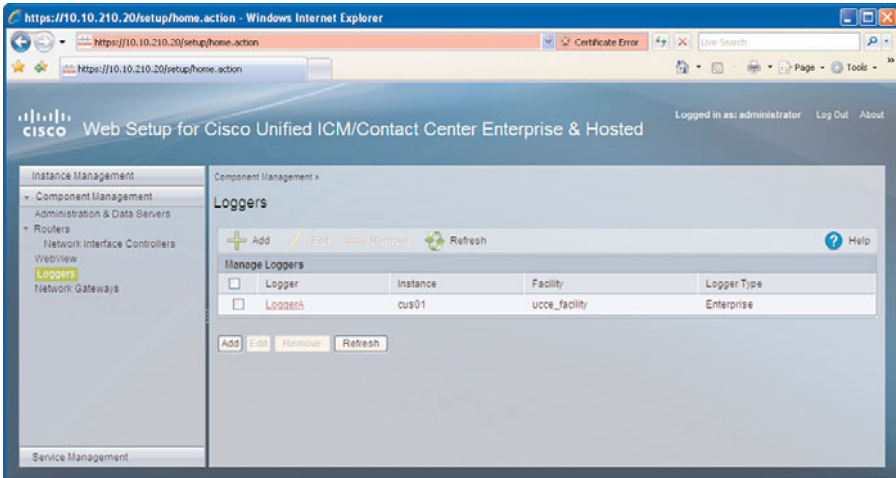 https://10.10.210.20/setup/home.action - Windows Internet Explorer
https://10.10.210.20/setup/home.action
Certificate Error
Live Search
https://10.10.210.20/setup/home.action
Page
Tools
CISCO
Web Setup for Cisco Unified ICM/Contact Center Enterprise & Hosted
Logged in as: administrator Log Out About
Instance Management
Component Management
Administration & Data Servers
Routers
Network Interface Controllers
WebView
Loggers
Network Gateways
Service Management
Component Management »
Loggers
Add Edit Remove Refresh Help
Manage Loggers
Logger Instance Facility Logger Type
LoggerA cus01 ucce_facility Enterprise
Add Edit Remove Refresh